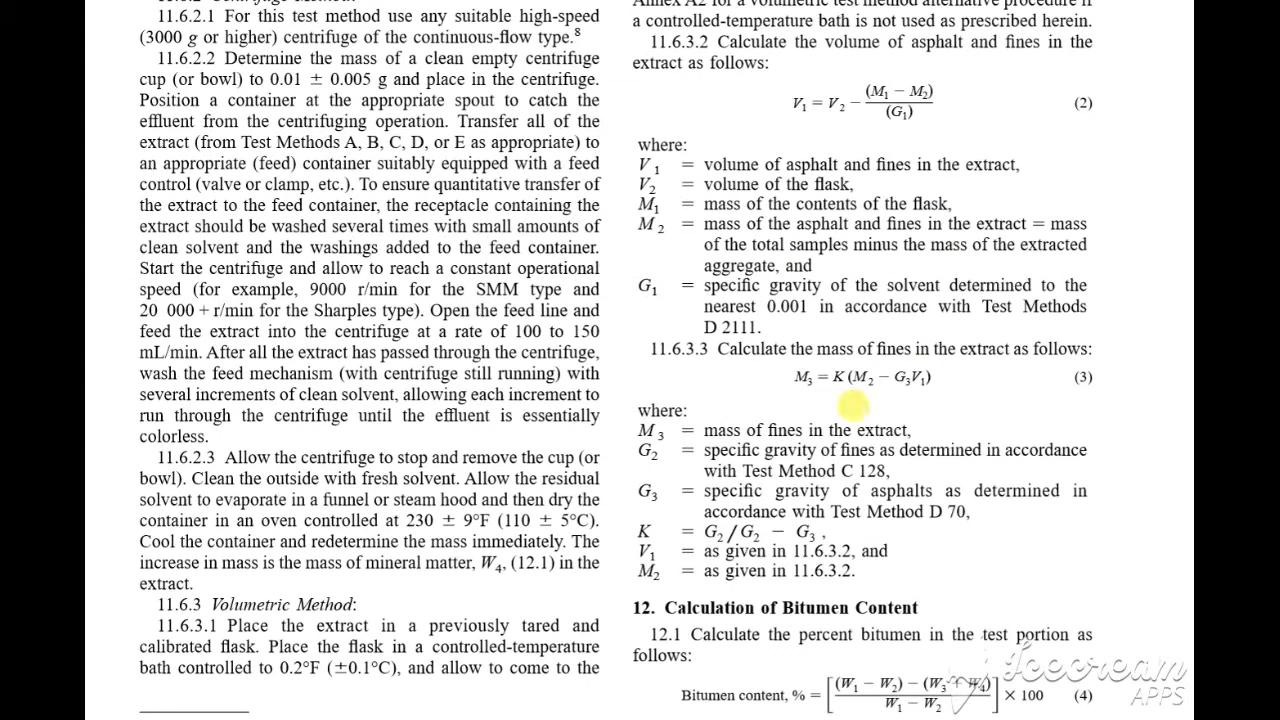 11.6.2.1 For this test method use any suitable high-speed
(3000 g or higher) centrifuge of the continuous-flow type.⁸
11.6.2.2 Determine the mass of a clean empty centrifuge
cup (or bowl) to 0.01 ± 0.005 g and place in the centrifuge.
Position a container at the appropriate spout to catch the
effluent from the centrifuging operation. Transfer all of the
extract (from Test Methods A, B, C, D, or E as appropriate) to
an appropriate (feed) container suitably equipped with a feed
control (valve or clamp, etc.). To ensure quantitative transfer of
the extract to the feed container, the receptacle containing the
extract should be washed several times with small amounts of
clean solvent and the washings added to the feed container.
Start the centrifuge and allow to reach a constant operational
speed (for example, 9000 r/min for the SMM type and
20 000 + r/min for the Sharples type). Open the feed line and
feed the extract into the centrifuge at a rate of 100 to 150
mL/min. After all the extract has passed through the centrifuge,
wash the feed mechanism (with centrifuge still running) with
several increments of clean solvent, allowing each increment to
run through the centrifuge until the effluent is essentially
colorless.
11.6.2.3 Allow the centrifuge to stop and remove the cup (or
bowl). Clean the outside with fresh solvent. Allow the residual
solvent to evaporate in a funnel or steam hood and then dry the
container in an oven controlled at 230 ± 9°F (110 ± 5°C).
Cool the container and redetermine the mass immediately. The
increase in mass is the mass of mineral matter, W₄, (12.1) in the
extract.
11.6.3 Volumetric Method:
11.6.3.1 Place the extract in a previously tared and
calibrated flask. Place the flask in a controlled-temperature
bath controlled to 0.2°F (±0.1°C), and allow to come to the
Annex A2 for a volumetric test method alternative procedure if
a controlled-temperature bath is not used as prescribed herein.
11.6.3.2 Calculate the volume of asphalt and fines in the
extract as follows:
V₁ = V₂ − (M₁ − M₂)/(G₁) (2)
where:
V₁ = volume of asphalt and fines in the extract,
V₂ = volume of the flask,
M₁ = mass of the contents of the flask,
M₂ = mass of the asphalt and fines in the extract = mass
of the total samples minus the mass of the extracted
aggregate, and
G₁ = specific gravity of the solvent determined to the
nearest 0.001 in accordance with Test Methods
D 2111.
11.6.3.3 Calculate the mass of fines in the extract as follows:
M₃ = K (M₂ − G₃V₁) (3)
where:
M₃ = mass of fines in the extract,
G₂ = specific gravity of fines as determined in accordance
with Test Method C 128,
G₃ = specific gravity of asphalts as determined in
accordance with Test Method D 70,
K = G₂/G₂ − G₃,
V₁ = as given in 11.6.3.2, and
M₂ = as given in 11.6.3.2.
12. Calculation of Bitumen Content
12.1 Calculate the percent bitumen in the test portion as
follows:
Bitumen content, % = [(W₁ − W₂) − (W₃ + W₄)/W₁ − W₂] × 100 (4)
Icecream
APPS